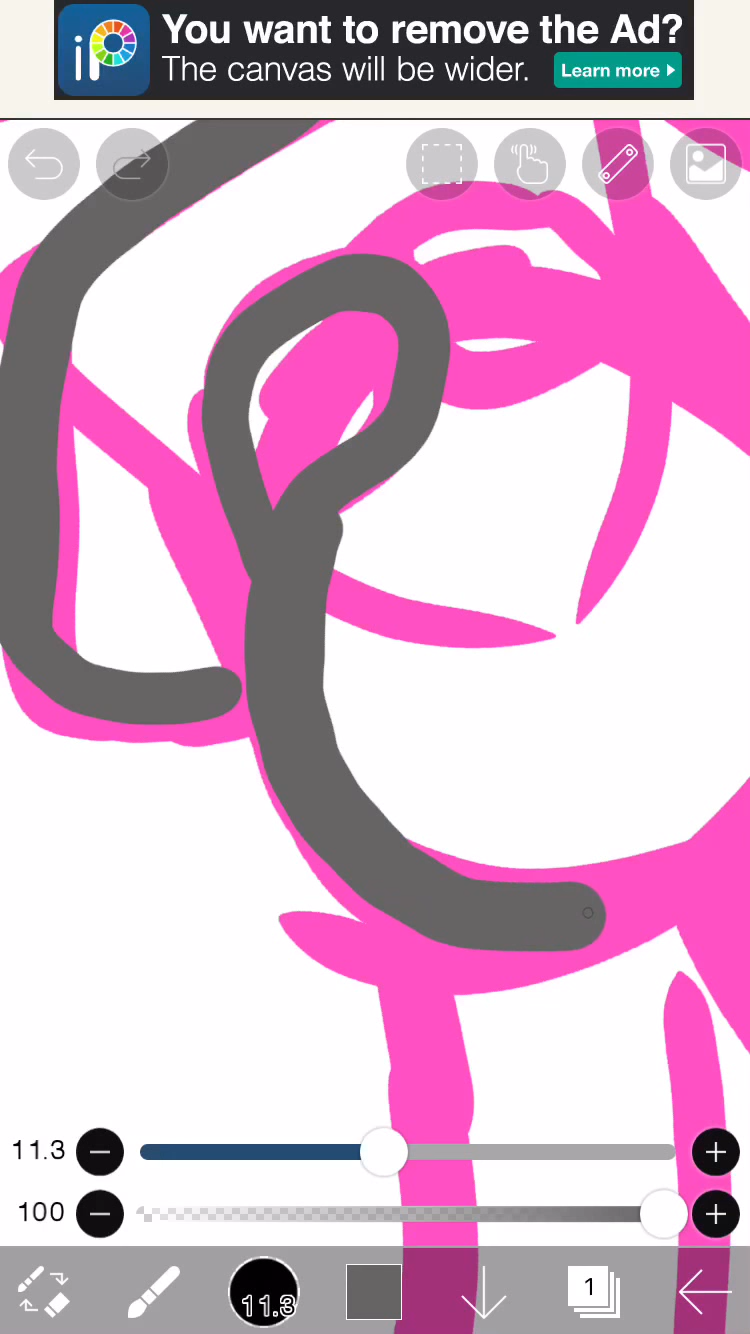 iP
You want to remove the Ad?
The canvas will be wider.
Learn more
11.3
100
11.3
1